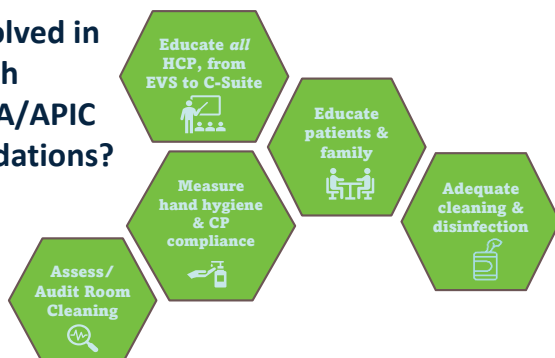 olved in
h
A/APIC
dations?
Educate all
HCP, from
EVS to C-Suite
Educate
patients &
family
Measure
hand hygiene
& CP
compliance
Adequate
cleaning &
disinfection
Assess/
Audit Room
Cleaning